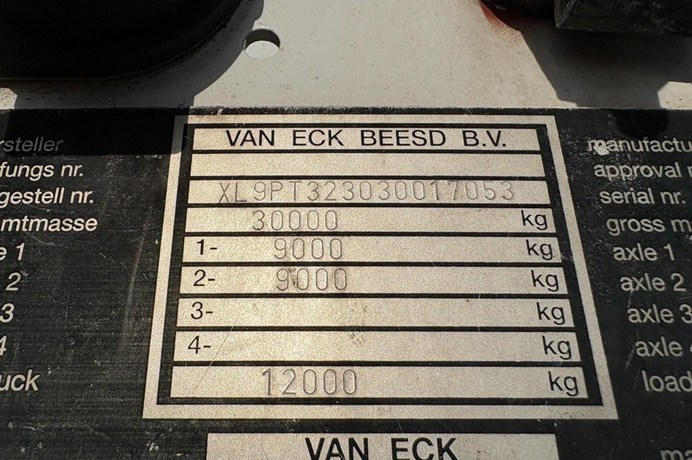 VAN ECK BEESD B.V.
rsteller manufactu
fungs nr. approval
gestell nr. XL9PT323030017053 serial nr.
mtmasse 30000 kg gross m
e 1 1- 9000 kg axle 1
2 2- 9000 kg axle 2
3 3- kg axle 3
4 4- kg axle
uck 12000 kg load
VAN ECK ma